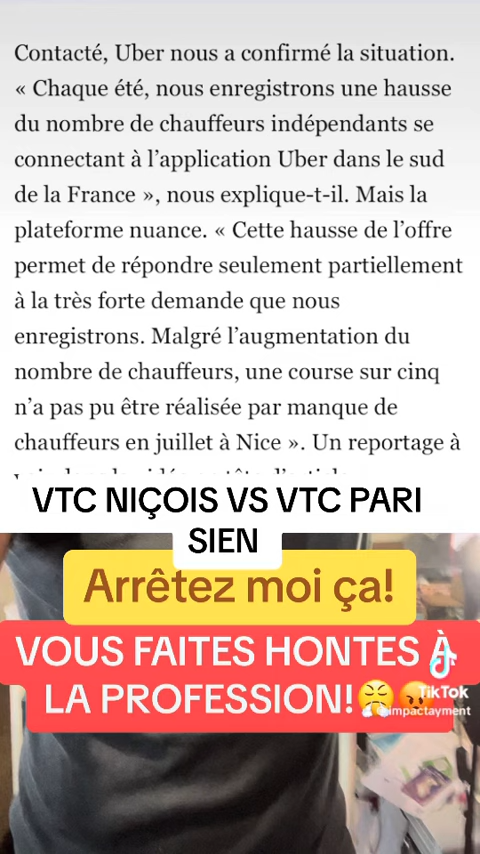 Contacté, Uber nous a confirmé la situation.
« Chaque été, nous enregistrons une hausse
du nombre de chauffeurs indépendants se
connectant à l'application Uber dans le sud
de la France », nous explique-t-il. Mais la
plateforme nuance. « Cette hausse de l'offre
permet de répondre seulement partiellement
à la très forte demande que nous
enregistrons. Malgré l'augmentation du
nombre de chauffeurs, une course sur cinq
n'a pas pu être réalisée par manque de
chauffeurs en juillet à Nice ». Un reportage à
VTC NIÇOIS VS VTC PARI
SIEN
Arrêtez moi ça!
VOUS FAITES HONTES À
LA PROFESSION!😤😡
TikTok
@impactayment